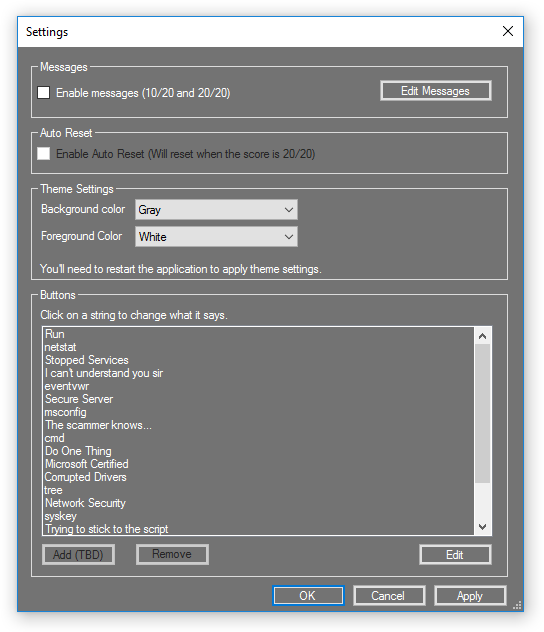 Settings
Messages
Enable messages (10/20 and 20/20)
Edit Messages
Auto Reset
Enable Auto Reset (Will reset when the score is 20/20)
Theme Settings
Background color
Gray
Foreground Color
White
You'll need to restart the application to apply theme settings.
Buttons
Click on a string to change what it says.
Run
netstat
Stopped Services
I can't understand you sir
eventvwr
Secure Server
msconfig
The scammer knows...
cmd
Do One Thing
Microsoft Certified
Corrupted Drivers
tree
Network Security
syskey
Trying to stick to the script
Add (TBD)
Remove
Edit
OK
Cancel
Apply